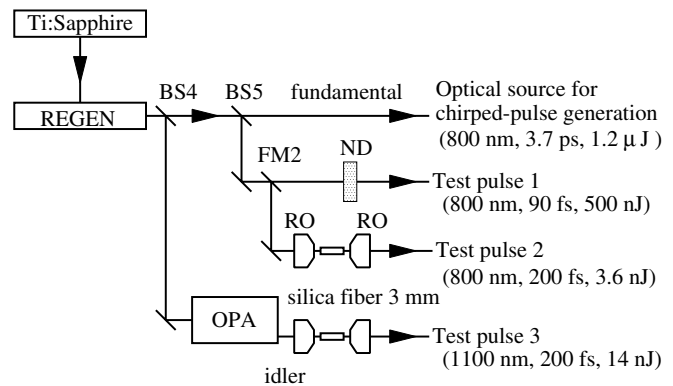 Ti:Sapphire
REGEN
BS4
BS5
fundamental
Optical source for
chirped-pulse generation
(800 nm, 3.7 ps, 1.2 μ J )
FM2
ND
Test pulse 1
(800 nm, 90 fs, 500 nJ)
RO
RO
Test pulse 2
(800 nm, 200 fs, 3.6 nJ)
silica fiber 3 mm
OPA
Test pulse 3
(1100 nm, 200 fs, 14 nJ)
idler